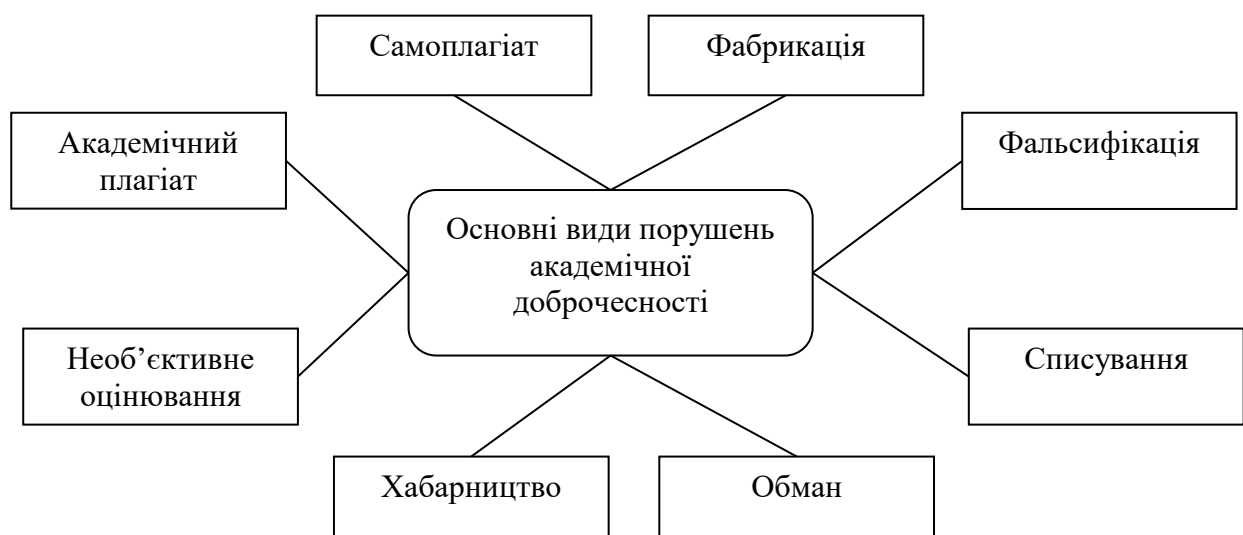 Самоплагіат
Фабрикація
Академічний
плагіат
Фальсифікація
Основні види порушень
академічної
доброчесності
Необ’єктивне
оцінювання
Списування
Хабарництво
Обман